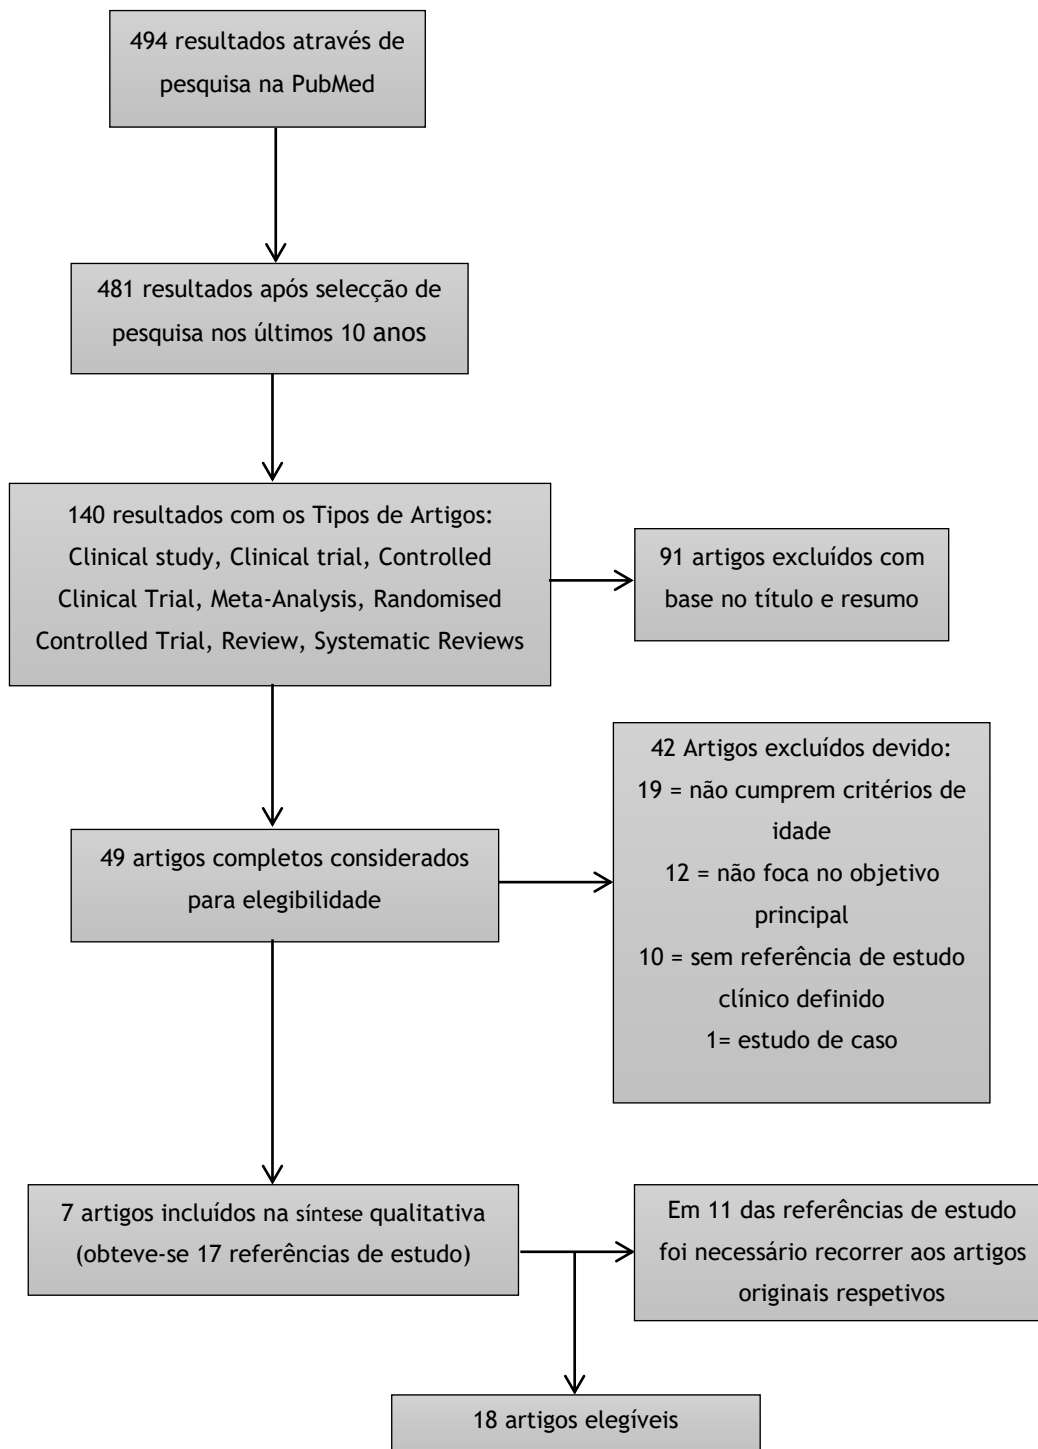 494 resultados através de
pesquisa na PubMed
481 resultados após selecção de
pesquisa nos últimos 10 anos
140 resultados com os Tipos de Artigos:
Clinical study, Clinical trial, Controlled
Clinical Trial, Meta-Analysis, Randomised
Controlled Trial, Review, Systematic Reviews
91 artigos excluídos com
base no título e resumo
49 artigos completos considerados
para elegibilidade
42 Artigos excluídos devido:
19 = não cumprem critérios de
idade
12 = não foca no objetivo
principal
10 = sem referência de estudo
clínico definido
1= estudo de caso
7 artigos incluídos na síntese qualitativa
(obteve-se 17 referências de estudo)
Em 11 das referências de estudo
foi necessário recorrer aos artigos
originais respetivos
18 artigos elegíveis